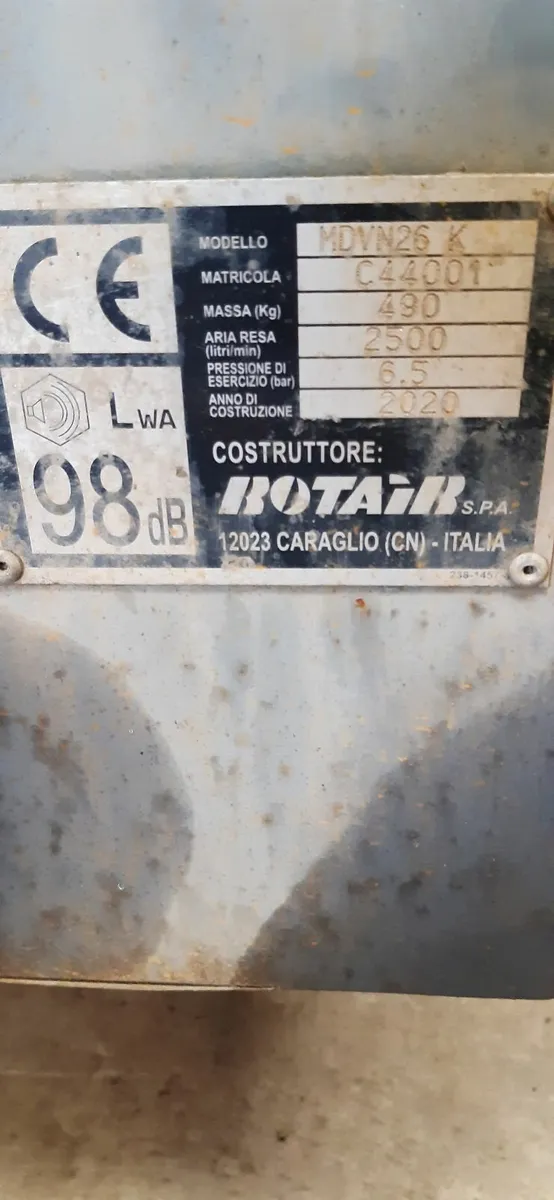 CE
LWA
98 dB
MODELLO MDVN26 K
MATRICOLA C44001
MASSA (Kg) 490
ARIA RESA
(litri/min) 2500
PRESSIONE DI
ESERCIZIO (bar) 6.5
ANNO DI
COSTRUZIONE 2020
COSTRUTTORE:
ROTAIR S.P.A.
12023 CARAGLIO (CN) - ITALIA